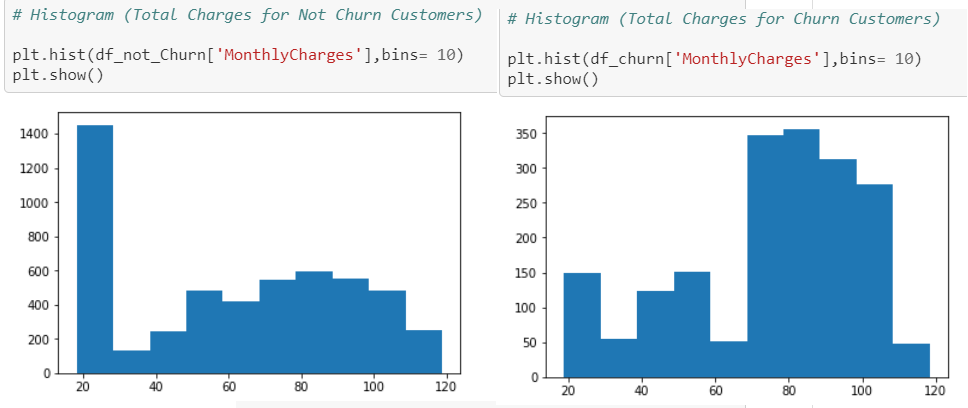 # Histogram (Total Charges for Not Churn Customers)
plt.hist(df_not_Churn['MonthlyCharges'],bins= 10)
plt.show()
1400
1200
1000
800
600
400
200
0
20 40 60 80 100 120
# Histogram (Total Charges for Churn Customers)
plt.hist(df_churn['MonthlyCharges'],bins= 10)
plt.show()
350
300
250
200
150
100
50
0
20 40 60 80 100 120